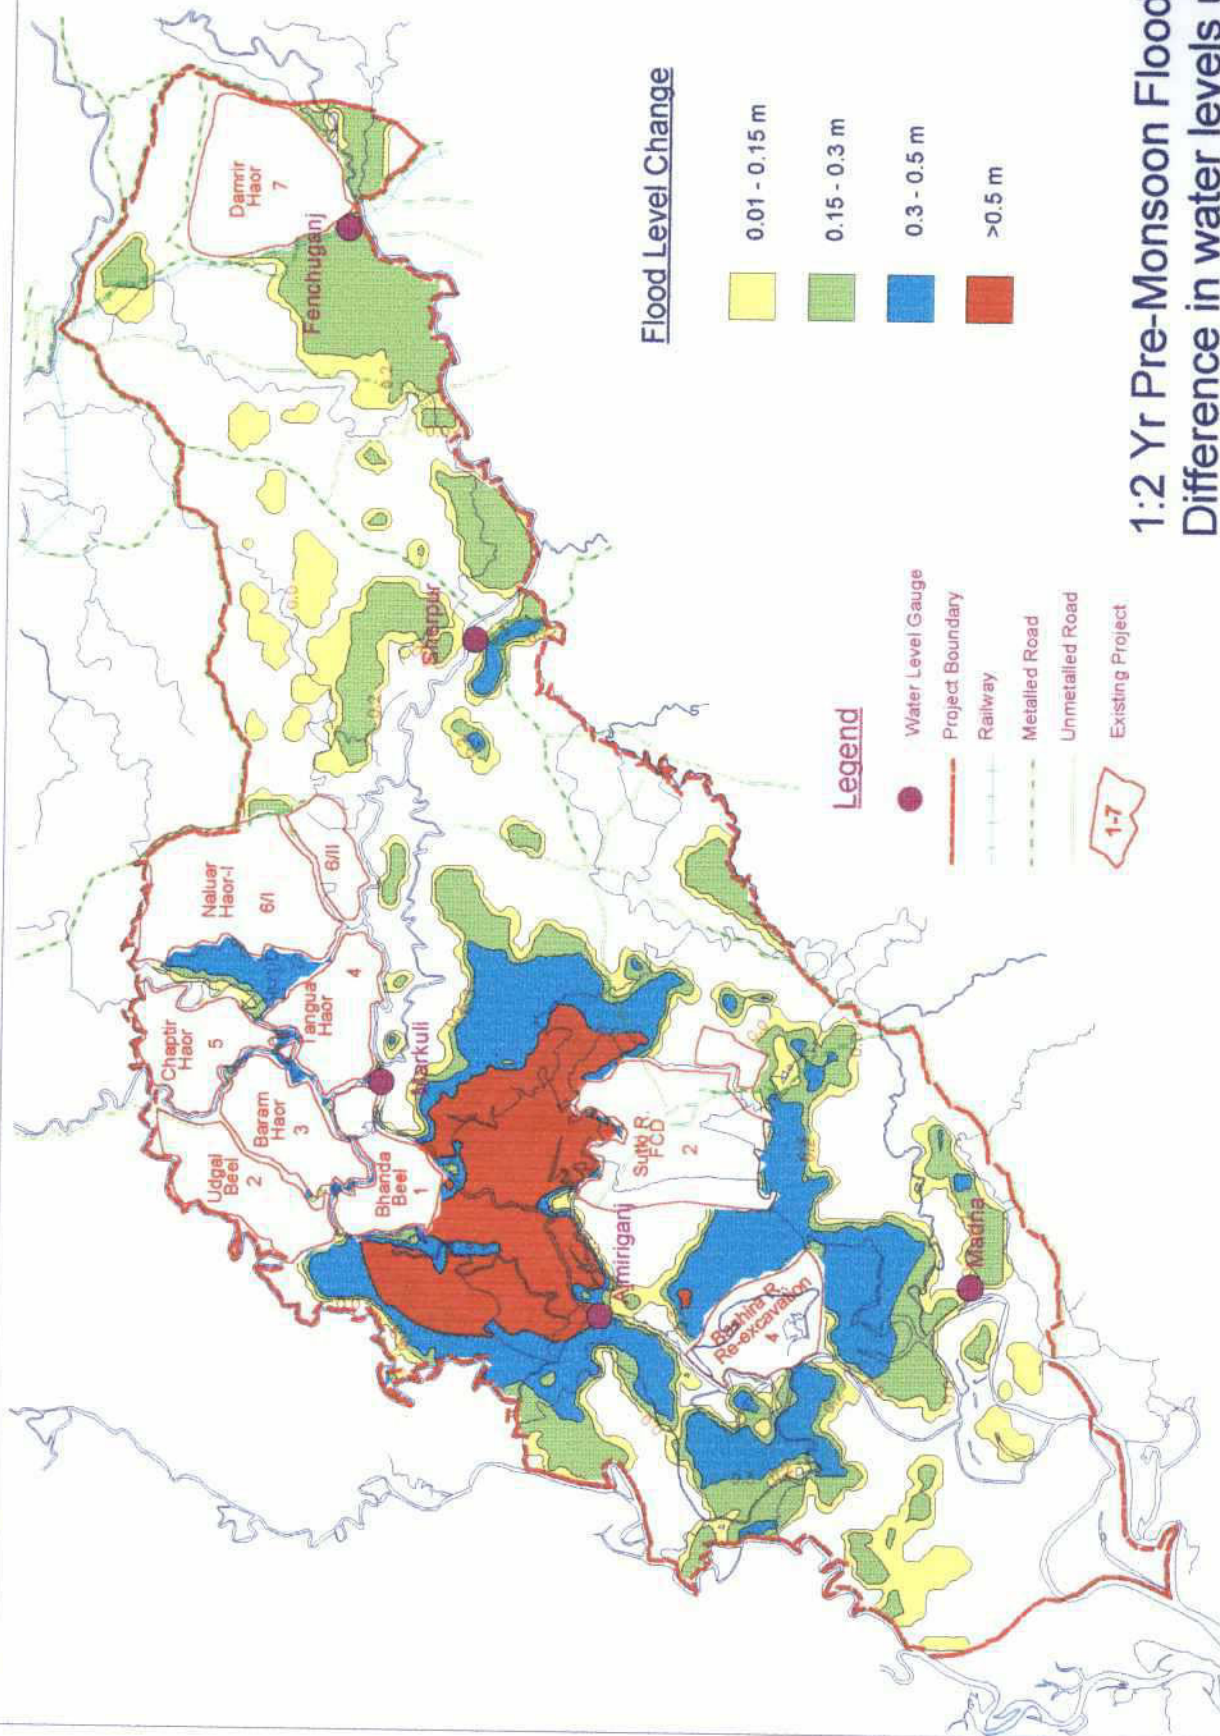 Damrir
Haor
7
Fenchuganj
Sherpur
Naluar
Haor-I
6/I
6/II
Chaptir
Haor
5
Tangua
Haor
4
Baram
Haor
3
Udgal
Beel
2
Bhanda
Beel
1
Markuli
Sutki R.
FCD
2
Ajmiriganj
Bashira R.
Re-excavation
4
Madna
Flood Level Change
0.01 - 0.15 m
0.15 - 0.3 m
0.3 - 0.5 m
>0.5 m
Legend
Water Level Gauge
Project Boundary
Railway
Metalled Road
Unmetalled Road
1-7
Existing Project
1:2 Yr Pre-Monsoon Flood
Difference in water levels